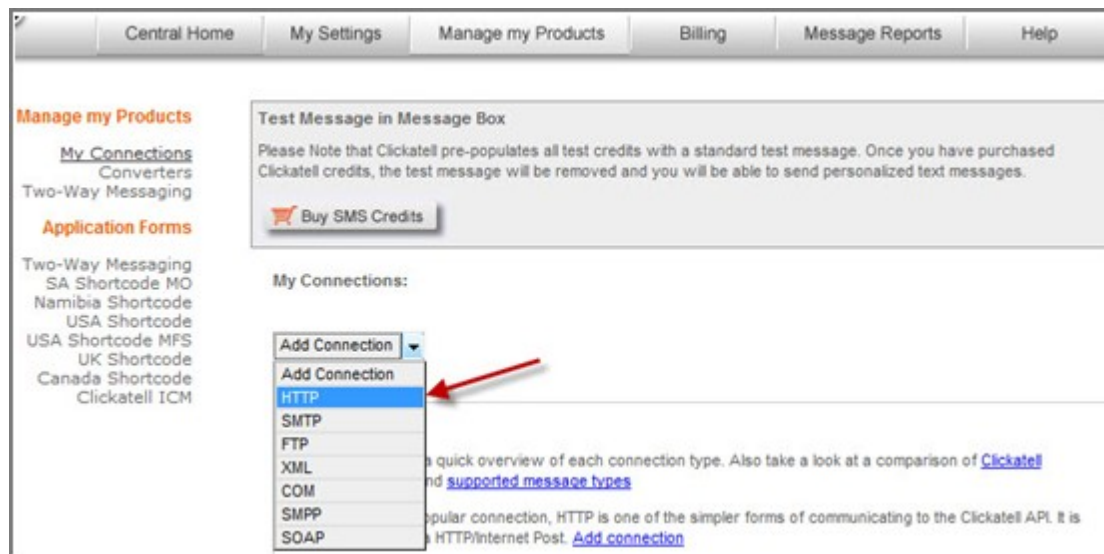 Central Home My Settings Manage my Products Billing Message Reports Help
Manage my Products
My Connections
Converters
Two-Way Messaging
Application Forms
Two-Way Messaging
SA Shortcode MO
Namibia Shortcode
USA Shortcode
USA Shortcode MFS
UK Shortcode
Canada Shortcode
Clickatell ICM
Test Message in Message Box
Please Note that Clickatell pre-populates all test credits with a standard test message. Once you have purchased
Clickatell credits, the test message will be removed and you will be able to send personalized text messages.
Buy SMS Credits
My Connections:
Add Connection
Add Connection
HTTP
SMTP
FTP
XML
COM
SMPP
SOAP
a quick overview of each connection type. Also take a look at a comparison of Clickatell
nd supported message types
opular connection, HTTP is one of the simpler forms of communicating to the Clickatell API. It is
HTTP/Internet Post. Add connection